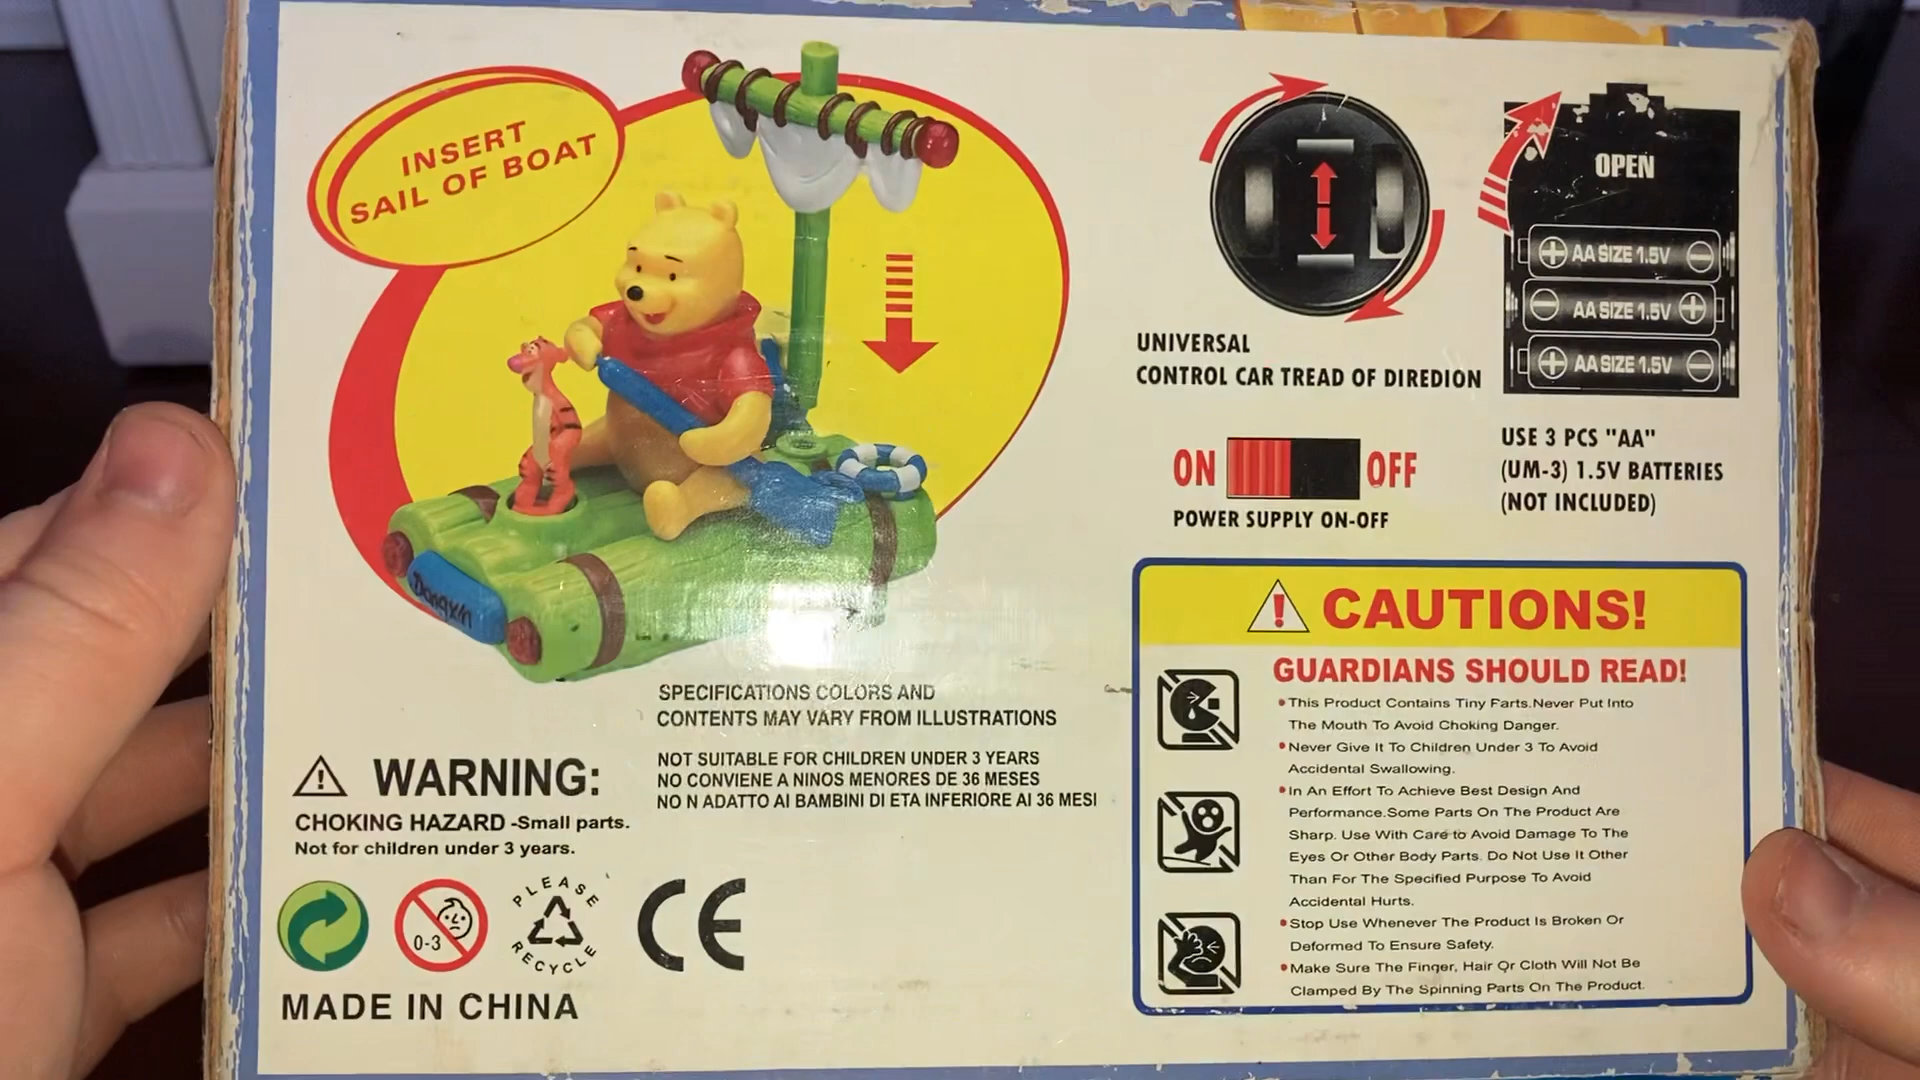 INSERT
SAIL OF BOAT
Dongxin
UNIVERSAL
CONTROL CAR TREAD OF DIREDION
OPEN
AA SIZE 1.5V
AA SIZE 1.5V
AA SIZE 1.5V
ON OFF
POWER SUPPLY ON-OFF
USE 3 PCS "AA"
(UM-3) 1.5V BATTERIES
(NOT INCLUDED)
SPECIFICATIONS COLORS AND
CONTENTS MAY VARY FROM ILLUSTRATIONS
NOT SUITABLE FOR CHILDREN UNDER 3 YEARS
NO CONVIENE A NINOS MENORES DE 36 MESES
NO N ADATTO AI BAMBINI DI ETA INFERIORE AI 36 MESI
WARNING:
CHOKING HAZARD -Small parts.
Not for children under 3 years.
0-3
PLEASE
RECYCLE
CE
MADE IN CHINA
CAUTIONS!
GUARDIANS SHOULD READ!
•This Product Contains Tiny Farts.Never Put Into
The Mouth To Avoid Choking Danger.
•Never Give It To Children Under 3 To Avoid
Accidental Swallowing.
•In An Effort To Achieve Best Design And
Performance.Some Parts On The Product Are
Sharp. Use With Care to Avoid Damage To The
Eyes Or Other Body Parts. Do Not Use It Other
Than For The Specified Purpose To Avoid
Accidental Hurts.
•Stop Use Whenever The Product Is Broken Or
Deformed To Ensure Safety.
•Make Sure The Finger, Hair Or Cloth Will Not Be
Clamped By The Spinning Parts On The Product.